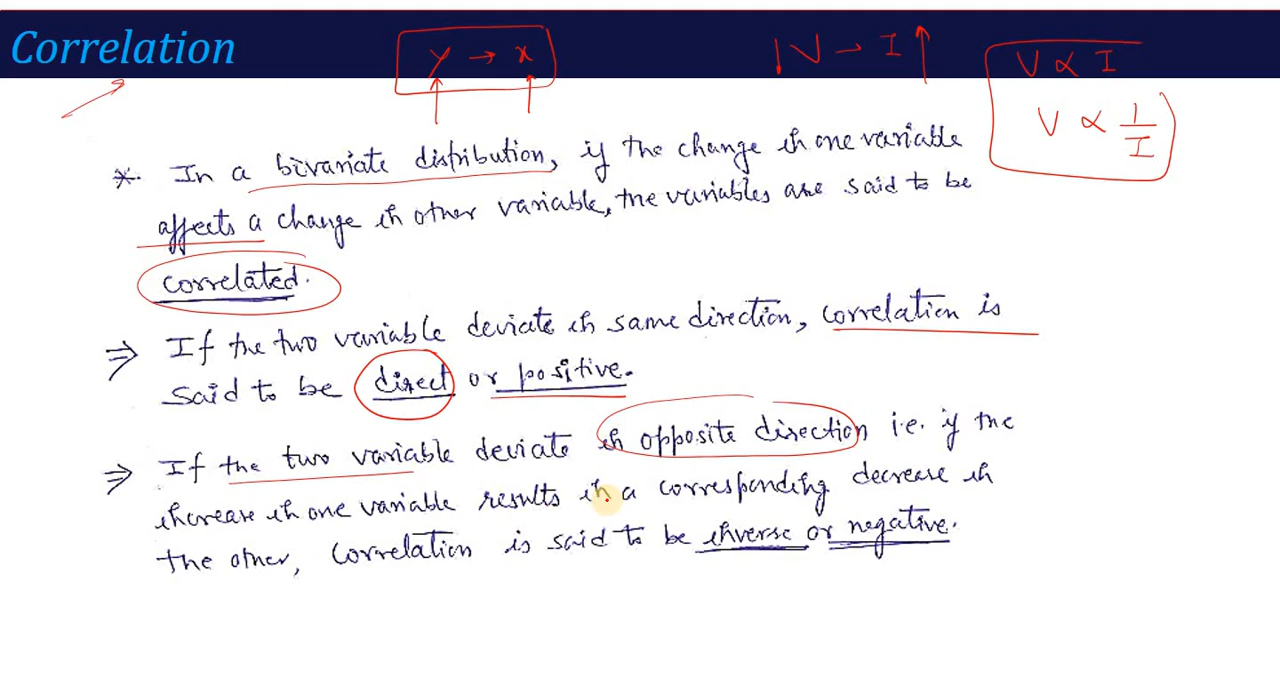 Correlation
y → x
V → I ↑
V ∝ I
V ∝ 1/I
* In a bivariate distribution, if the change in one variable
affects a change in other variable, the variables are said to be
correlated.
⇒ If the two variable deviate in same direction, correlation is
said to be direct or positive.
⇒ If the two variable deviate in opposite direction i.e. if the
increase in one variable results in a corresponding decrease in
the other, correlation is said to be inverse or negative.